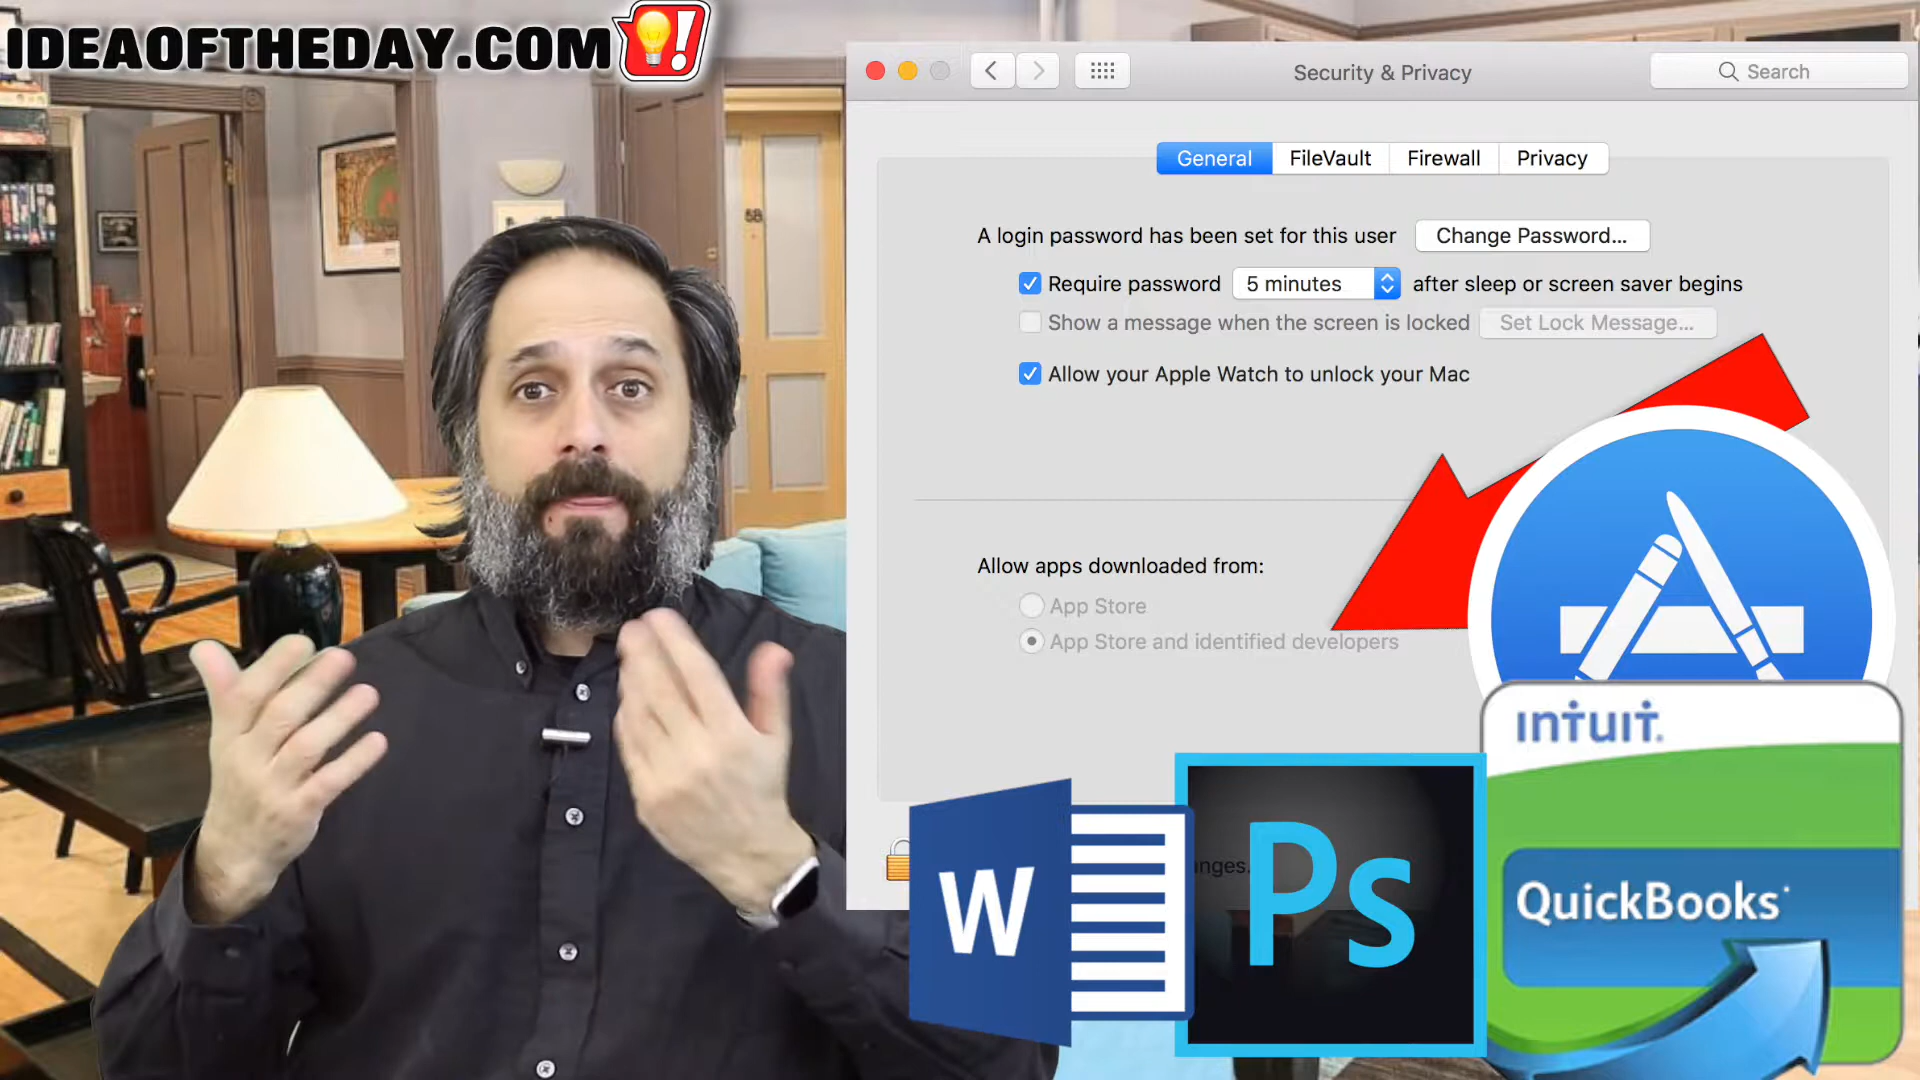 IDEAOFTHEDAY.COM
Security & Privacy
Search
General FileVault Firewall Privacy
A login password has been set for this user Change Password...
Require password 5 minutes after sleep or screen saver begins
Show a message when the screen is locked Set Lock Message...
Allow your Apple Watch to unlock your Mac
Allow apps downloaded from:
App Store
App Store and identified developers
5B
intuit.
W
Ps
QuickBooks